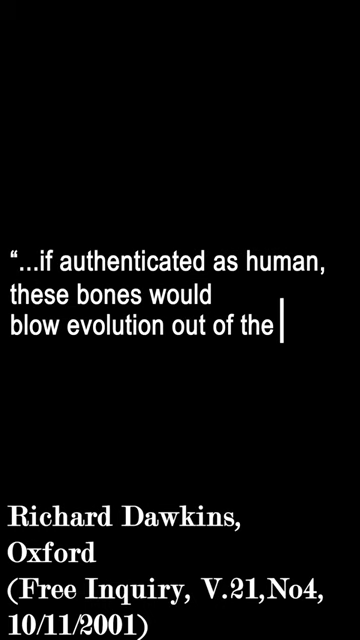 “...if authenticated as human,
these bones would
blow evolution out of the
Richard Dawkins,
Oxford
(Free Inquiry, V.21,No4,
10/11/2001)